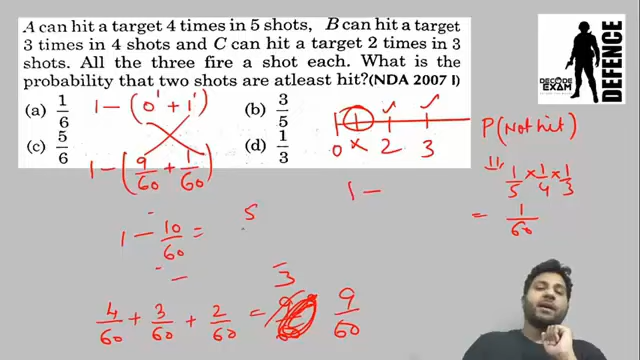 A can hit a target 4 times in 5 shots, B can hit a target
3 times in 4 shots and C can hit a target 2 times in 3
shots. All the three fire a shot each. What is the
probability that two shots are atleast hit? (NDA 2007 I)
(a) 1/6
(b) 3/5
(c) 5/6
(d) 1/3
1 - (0' + 1')
1 - (9/60 + 1/60)
1 - 10/60 =
5
3
4/60 + 3/60 + 2/60 = 9/60
0 × 2 3
1 -
P(Not hit)
1/5 × 1/4 × 1/3
= 1/60
DECODE EXAM
DEFENCE